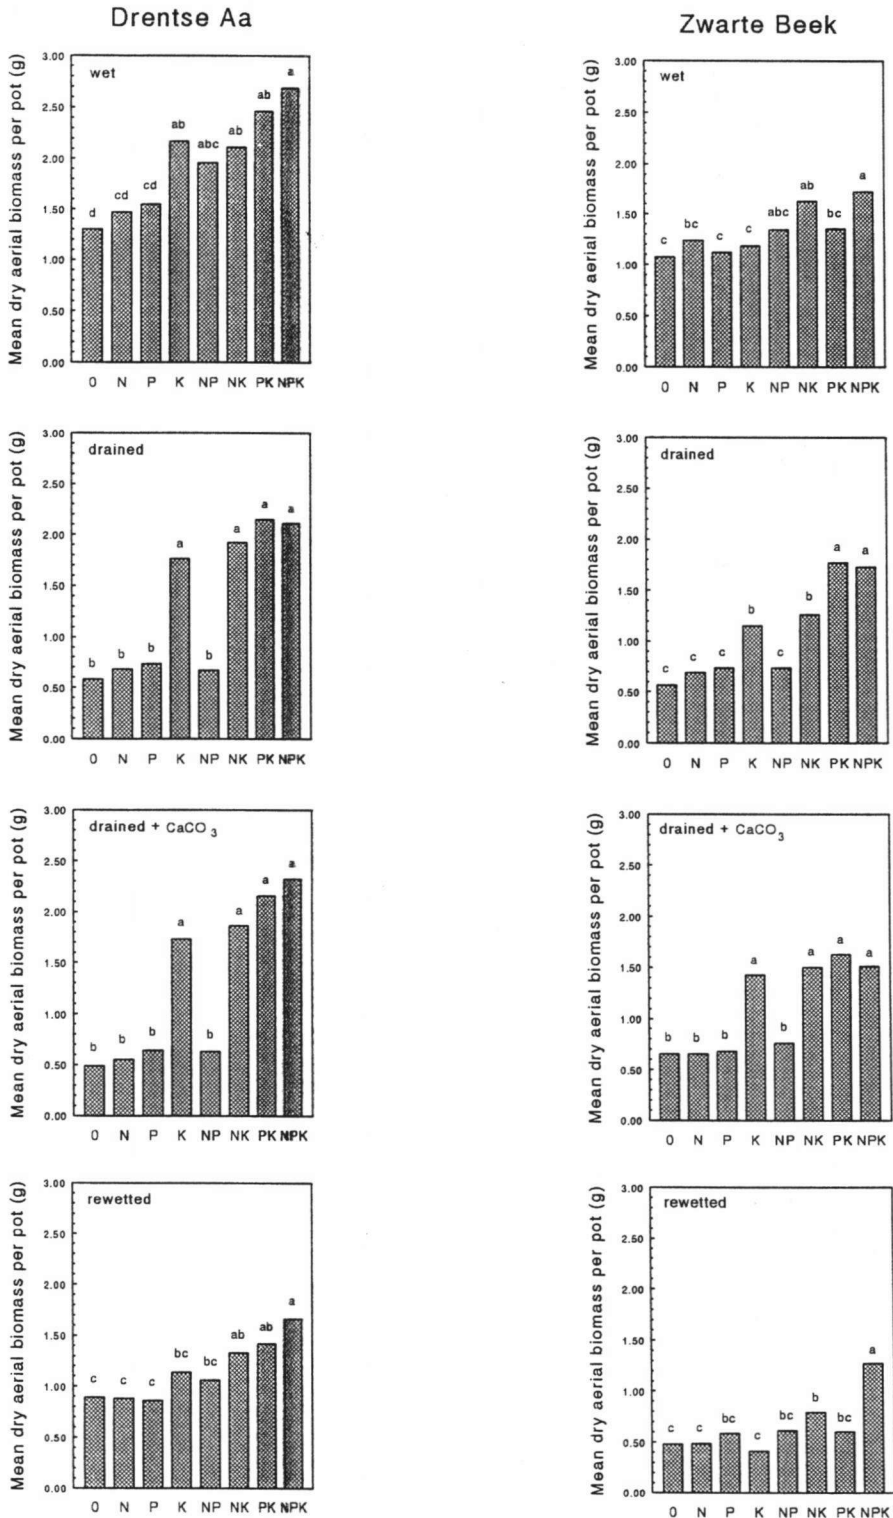 Drentse Aa
Zwarte Beek
Mean dry aerial biomass per pot (g)
3.00
2.50
2.00
1.50
1.00
0.50
0.00
wet
d cd cd ab abc ab ab a
0 N P K NP NK PK NPK
Mean dry aerial biomass per pot (g)
3.00
2.50
2.00
1.50
1.00
0.50
0.00
wet
c bc c c abc ab bc a
0 N P K NP NK PK NPK
Mean dry aerial biomass per pot (g)
3.00
2.50
2.00
1.50
1.00
0.50
0.00
drained
b b b a b a a a
0 N P K NP NK PK NPK
Mean dry aerial biomass per pot (g)
3.00
2.50
2.00
1.50
1.00
0.50
0.00
drained
c c c b c b a a
0 N P K NP NK PK NPK
Mean dry aerial biomass per pot (g)
3.00
2.50
2.00
1.50
1.00
0.50
0.00
drained + CaCO3
b b b a b a a a
0 N P K NP NK PK NPK
Mean dry aerial biomass per pot (g)
3.00
2.50
2.00
1.50
1.00
0.50
0.00
drained + CaCO3
b b b a b a a a
0 N P K NP NK PK NPK
Mean dry aerial biomass per pot (g)
3.00
2.50
2.00
1.50
1.00
0.50
0.00
rewetted
c c c bc bc ab ab a
0 N P K NP NK PK NPK
Mean dry aerial biomass per pot (g)
3.00
2.50
2.00
1.50
1.00
0.50
0.00
rewetted
c c bc c bc b bc a
0 N P K NP NK PK NPK